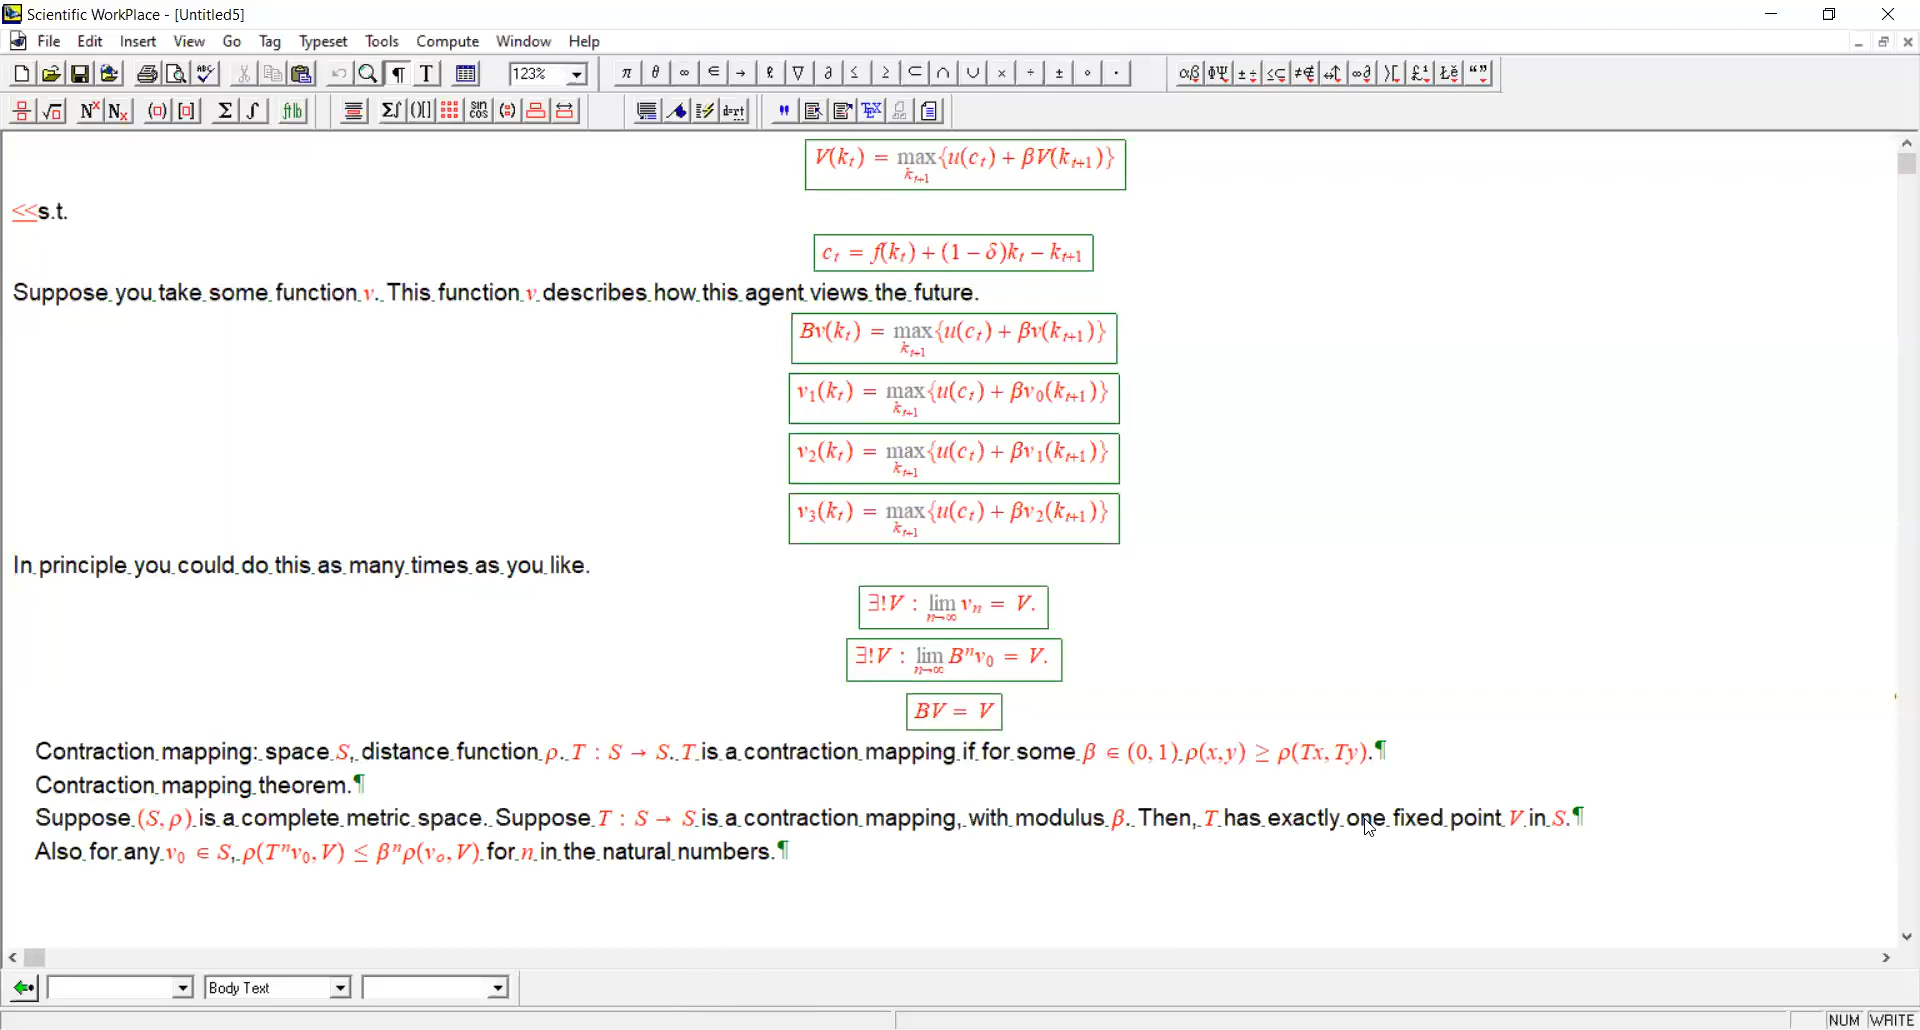 Scientific WorkPlace - [Untitled5]
File Edit Insert View Go Tag Typeset Tools Compute Window Help
123% π θ ∞ ∈ → ℓ ∇ ∂ ≤ ≥ ⊂ ∩ ∪ × ÷ ± ∘ ·
V(k_t) = max_{k_{t+1}} {u(c_t) + βV(k_{t+1})}
<<s.t.
c_t = f(k_t) + (1 − δ)k_t − k_{t+1}
Suppose you take some function v. This function v describes how this agent views the future.
Bv(k_t) = max_{k_{t+1}} {u(c_t) + βv(k_{t+1})}
v_1(k_t) = max_{k_{t+1}} {u(c_t) + βv_0(k_{t+1})}
v_2(k_t) = max_{k_{t+1}} {u(c_t) + βv_1(k_{t+1})}
v_3(k_t) = max_{k_{t+1}} {u(c_t) + βv_2(k_{t+1})}
In principle you could do this as many times as you like.
∃!V : lim_{n→∞} v_n = V.
∃!V : lim_{n→∞} B^n v_0 = V.
BV = V
Contraction mapping: space S, distance function ρ. T : S → S. T is a contraction mapping if for some β ∈ (0, 1) ρ(x,y) ≥ ρ(Tx, Ty).¶
Contraction mapping theorem.¶
Suppose (S, ρ) is a complete metric space. Suppose T : S → S is a contraction mapping, with modulus β. Then, T has exactly one fixed point V in S.¶
Also for any v_0 ∈ S, ρ(T^n v_0, V) ≤ β^n ρ(v_o, V) for n in the natural numbers.¶
Body Text
NUM WRITE